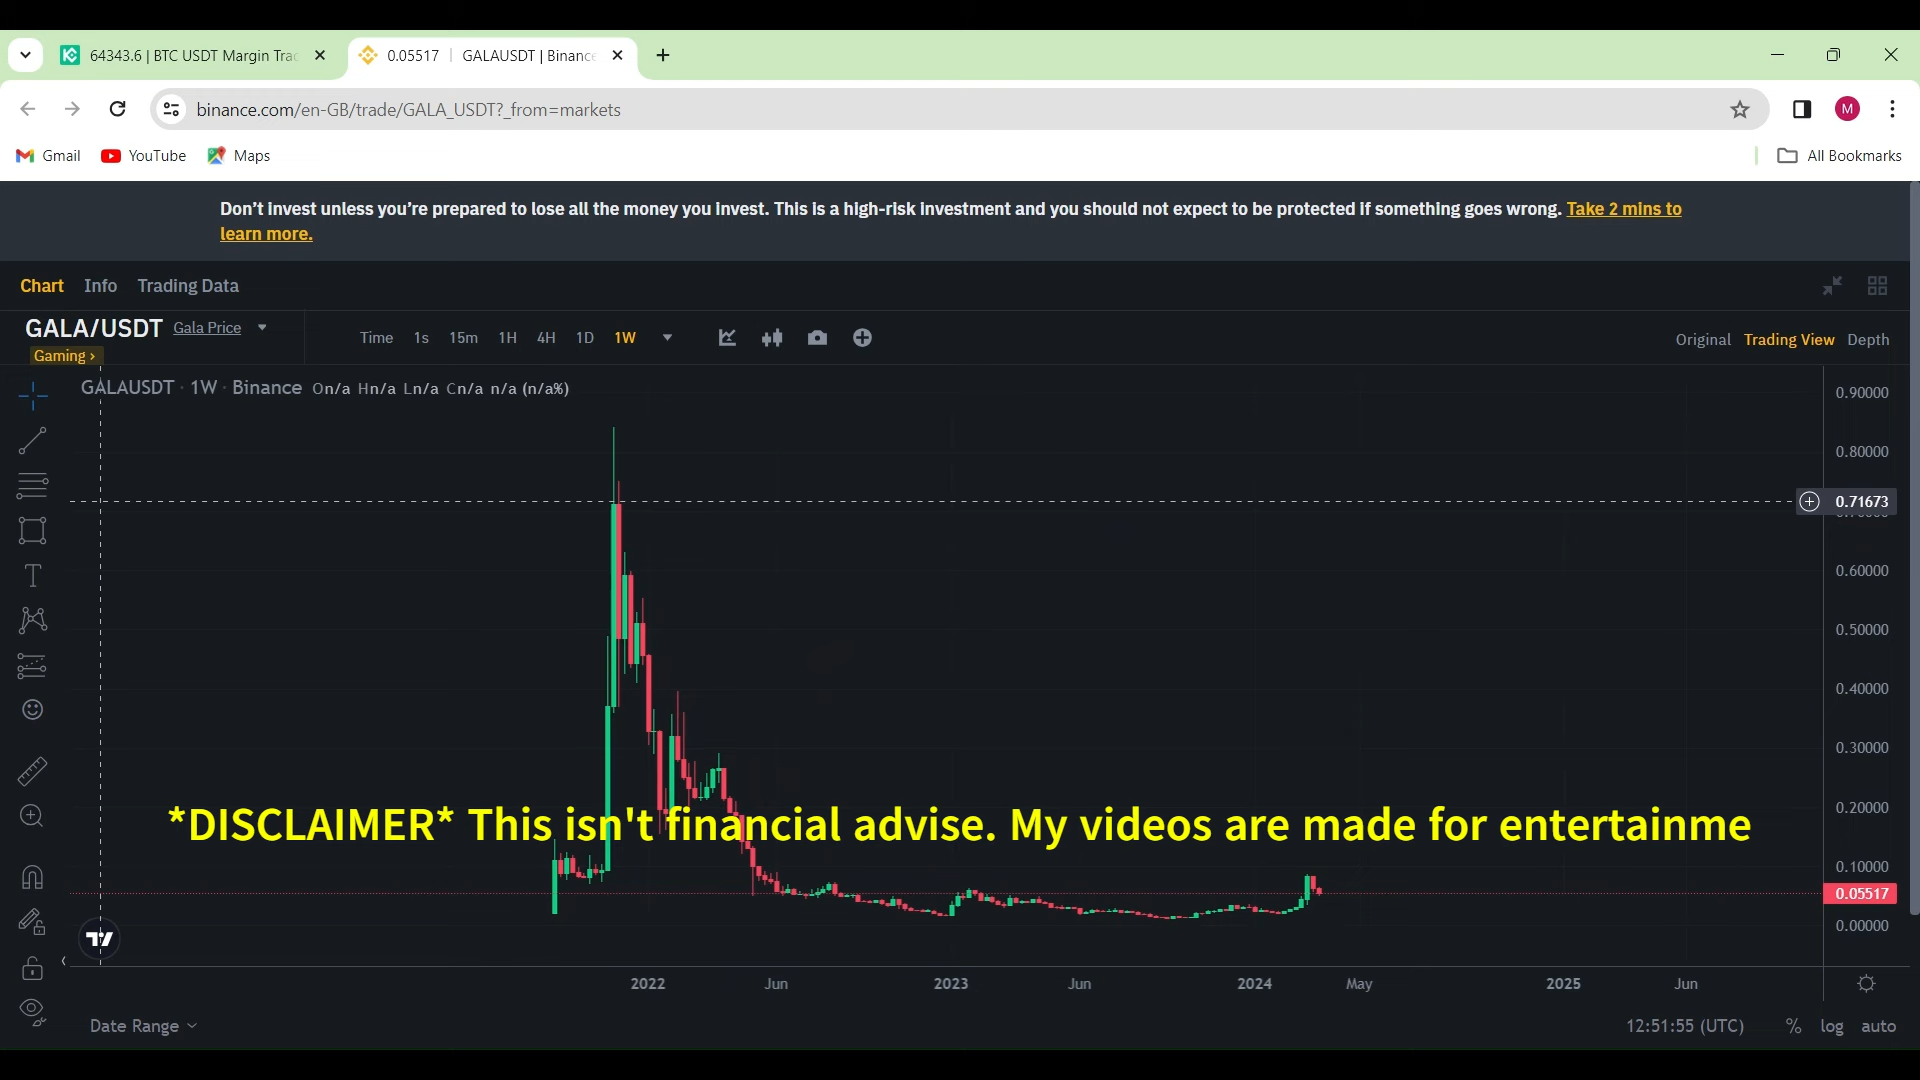 64343.6 | BTC USDT Margin Trac
0.05517 | GALAUSDT | Binance
binance.com/en-GB/trade/GALA_USDT?_from=markets
M
Gmail YouTube Maps All Bookmarks
Don't invest unless you're prepared to lose all the money you invest. This is a high-risk investment and you should not expect to be protected if something goes wrong. Take 2 mins to
learn more.
Chart Info Trading Data
GALA/USDT Gala Price
Gaming ›
Time 1s 15m 1H 4H 1D 1W
Original Trading View Depth
GALAUSDT · 1W · Binance On/a Hn/a Ln/a Cn/a n/a (n/a%)
0.90000
0.80000
0.71673
0.60000
0.50000
0.40000
0.30000
0.20000
*DISCLAIMER* This isn't financial advise. My videos are made for entertainme
0.10000
0.05517
0.00000
2022 Jun 2023 Jun 2024 May 2025 Jun
Date Range
12:51:55 (UTC) % log auto